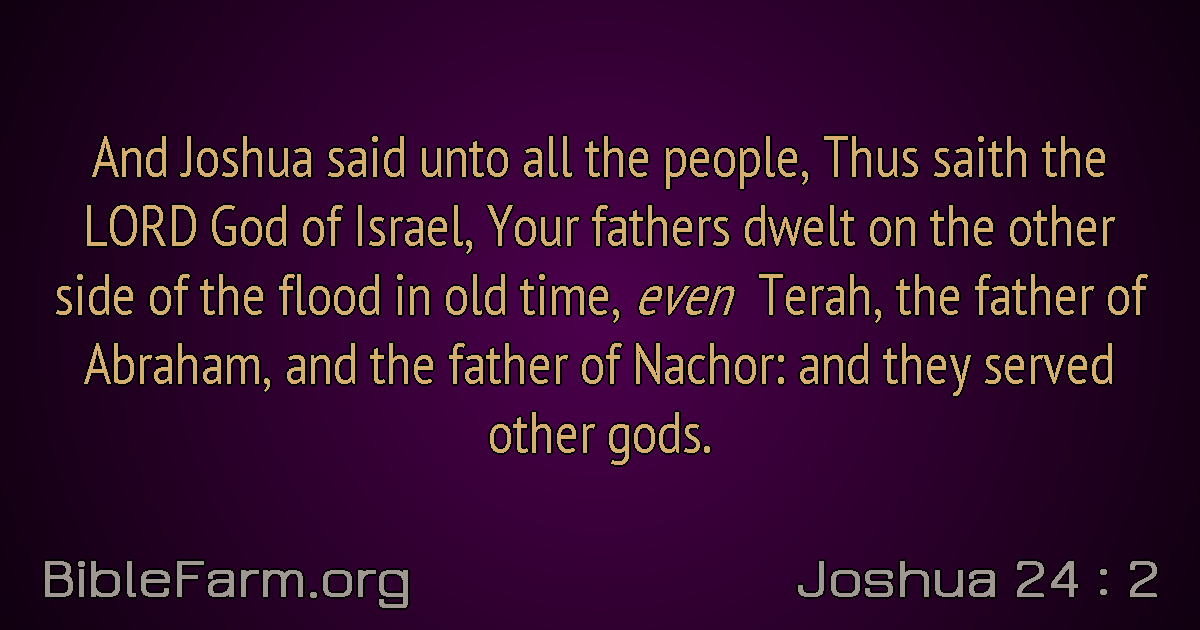 And Joshua said unto all the people, Thus saith the
LORD God of Israel, Your fathers dwelt on the other
side of the flood in old time, even Terah, the father of
Abraham, and the father of Nachor: and they served
other gods.
BibleFarm.org
Joshua 24 : 2